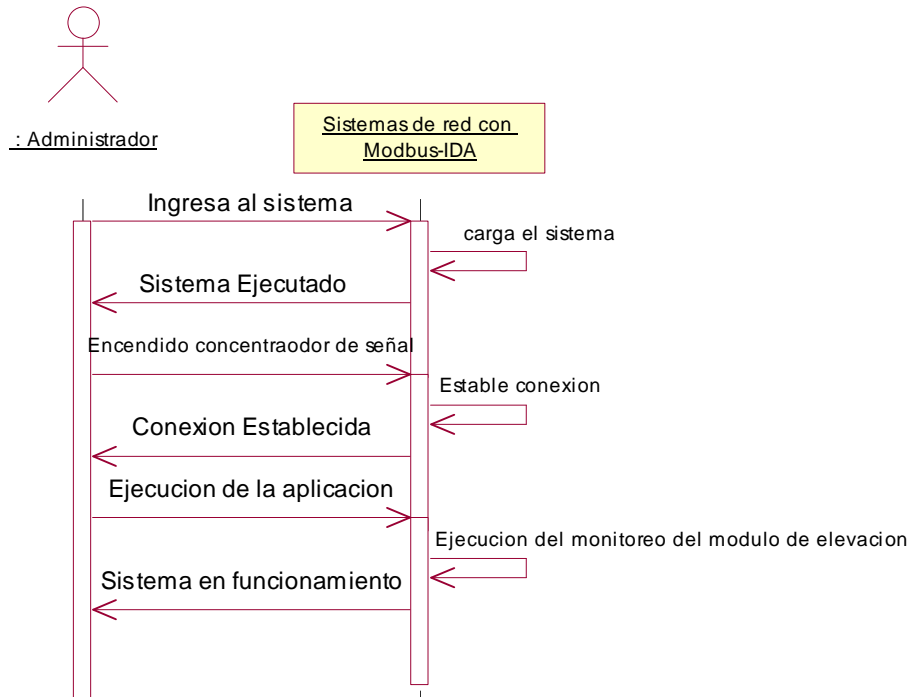 : Administrador
Sistemas de red con
Modbus-IDA
Ingresa al sistema
carga el sistema
Sistema Ejecutado
Encendido concentraodor de señal
Estable conexion
Conexion Establecida
Ejecucion de la aplicacion
Ejecucion del monitoreo del modulo de elevacion
Sistema en funcionamiento